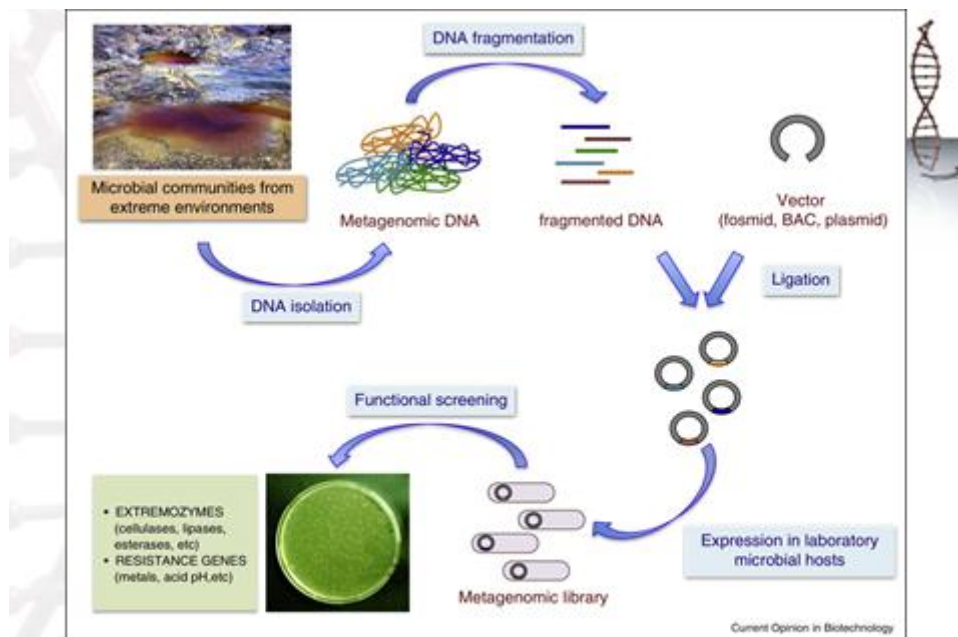 DNA fragmentation
Microbial communities from
extreme environments
Metagenomic DNA
fragmented DNA
Vector
(fosmid, BAC, plasmid)
DNA isolation
Ligation
Functional screening
• EXTREMOZYMES
(cellulases, lipases,
esterases, etc)
• RESISTANCE GENES
(metals, acid pH,etc)
Metagenomic library
Expression in laboratory
microbial hosts
Current Opinion in Biotechnology